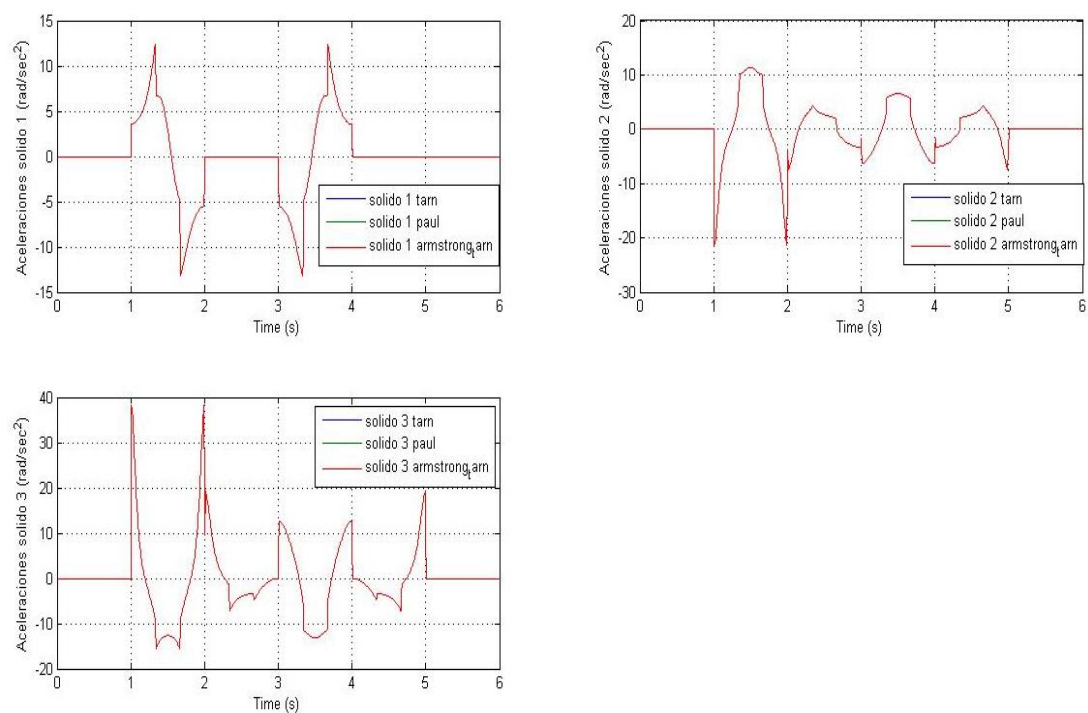 Aceleraciones solido 1 (rad/sec²)
15
10
5
0
-5
-10
-15
0 1 2 3 4 5 6
Time (s)
solido 1 tarn
solido 1 paul
solido 1 armstrongₜarn
Aceleraciones solido 2 (rad/sec²)
20
10
0
-10
-20
-30
0 1 2 3 4 5 6
Time (s)
solido 2 tarn
solido 2 paul
solido 2 armstrongₜarn
Aceleraciones solido 3 (rad/sec²)
40
30
20
10
0
-10
-20
0 1 2 3 4 5 6
Time (s)
solido 3 tarn
solido 3 paul
solido 3 armstrongₜarn